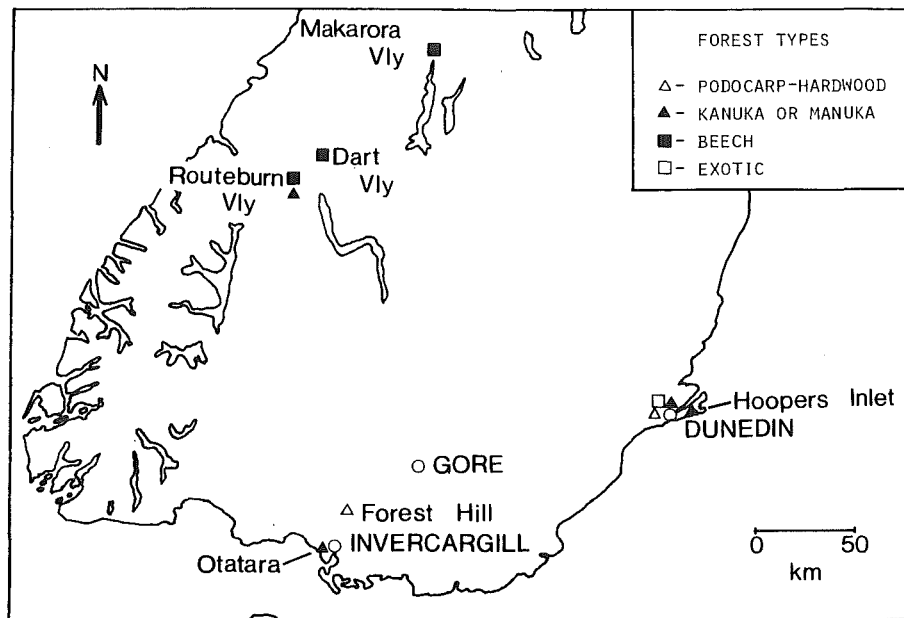 Makarora
Vly
FOREST TYPES
△ - PODOCARP-HARDWOOD
▲ - KANUKA OR MANUKA
■ - BEECH
□ - EXOTIC
N
Dart
Vly
Routeburn
Vly
Hoopers Inlet
DUNEDIN
GORE
Forest Hill
INVERCARGILL
Otatara
0 50
km